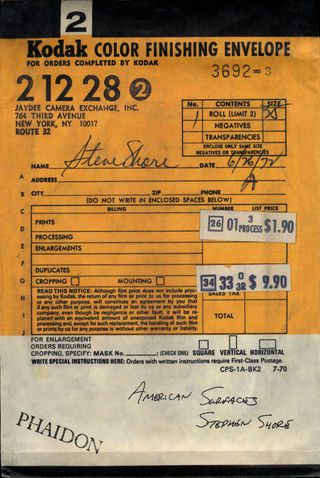 2
Kodak COLOR FINISHING ENVELOPE
FOR ORDERS COMPLETED BY KODAK
3692-3
212 28 2
JAYDEE CAMERA EXCHANGE, INC.
764 THIRD AVENUE
NEW YORK, NY 10017
ROUTE 32
No. CONTENTS SIZE
1 ROLL (LIMIT 2) X
NEGATIVES
TRANSPARENCIES
ENCLOSE ONLY SAME SIZE
NEGATIVES OR TRANSPARENCIES
NAME Steve Shore DATE 6/26/72
ADDRESS
CITY ZIP PHONE
(DO NOT WRITE IN ENCLOSED SPACES BELOW)
BILLING NUMBER LIST PRICE
PRINTS
26 01 3 PROCESS $1.90
PROCESSING
ENLARGEMENTS
DUPLICATES
34 33 0 3R $ 9.90
CROPPING MOUNTING
SALES TAX
READ THIS NOTICE: Although film price does not include proc-
essing by Kodak, the return of any film or print to us for processing
or any other purpose, will constitute an agreement by you that
if any such film or print is damaged or lost by us or any subsidiary
company, even though by negligence or other fault, it will be re-
placed with an equivalent amount of unexposed Kodak film and
processing and, except for such replacement, the handling of such film
or prints by us for any purpose is without other warranty or liability.
TOTAL
FOR ENLARGEMENT
ORDERS REQUIRING
CROPPING, SPECIFY: MASK No. (CHECK ONE) SQUARE VERTICAL HORIZONTAL
WRITE SPECIAL INSTRUCTIONS HERE: Orders with written instructions require First-Class Postage.
CPS-1A-BK2 7-70
AMERICAN SURFACES
STEPHEN SHORE
PHAIDON
A
B
C
D
E
F
G
H
I
J